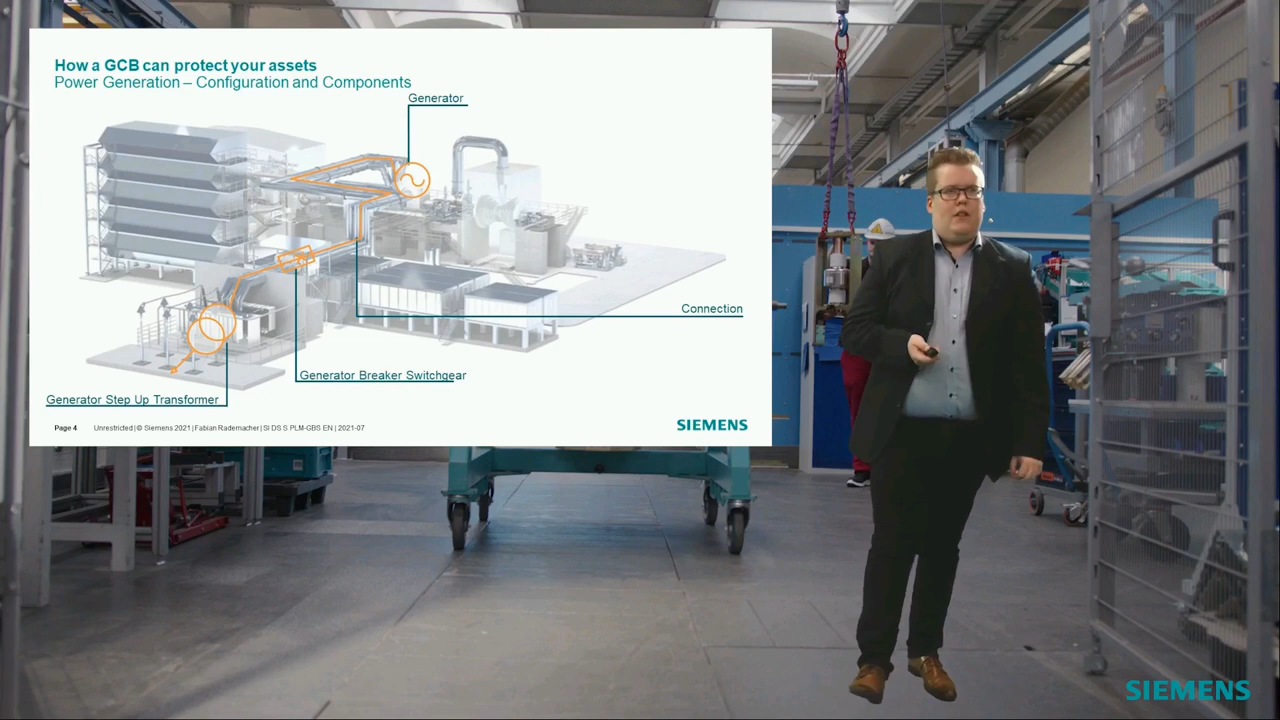 How a GCB can protect your assets
Power Generation – Configuration and Components
Generator
Connection
Generator Breaker Switchgear
Generator Step Up Transformer
Page 4 Unrestricted | © Siemens 2021 | Fabian Rademacher | SI DS S PLM-GBS EN | 2021-07
SIEMENS
SIEMENS